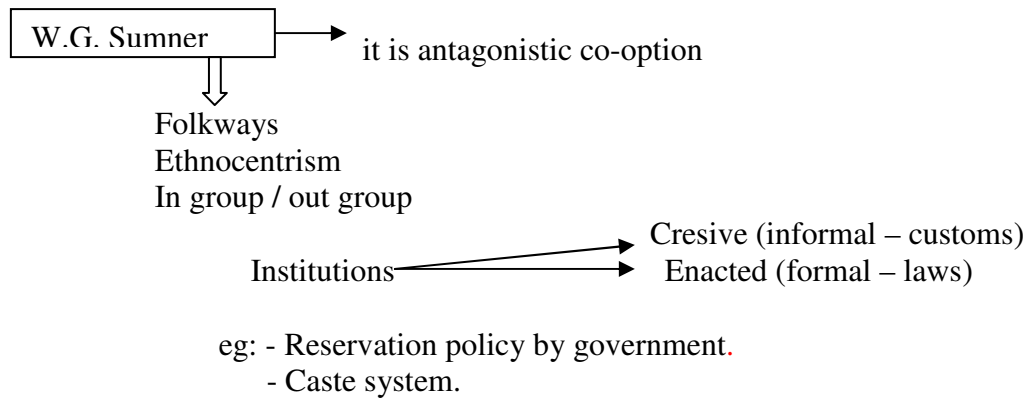 W.G. Sumner
it is antagonistic co-option
Folkways
Ethnocentrism
In group / out group
Cresive (informal – customs)
Institutions
Enacted (formal – laws)
eg: - Reservation policy by government.
- Caste system.